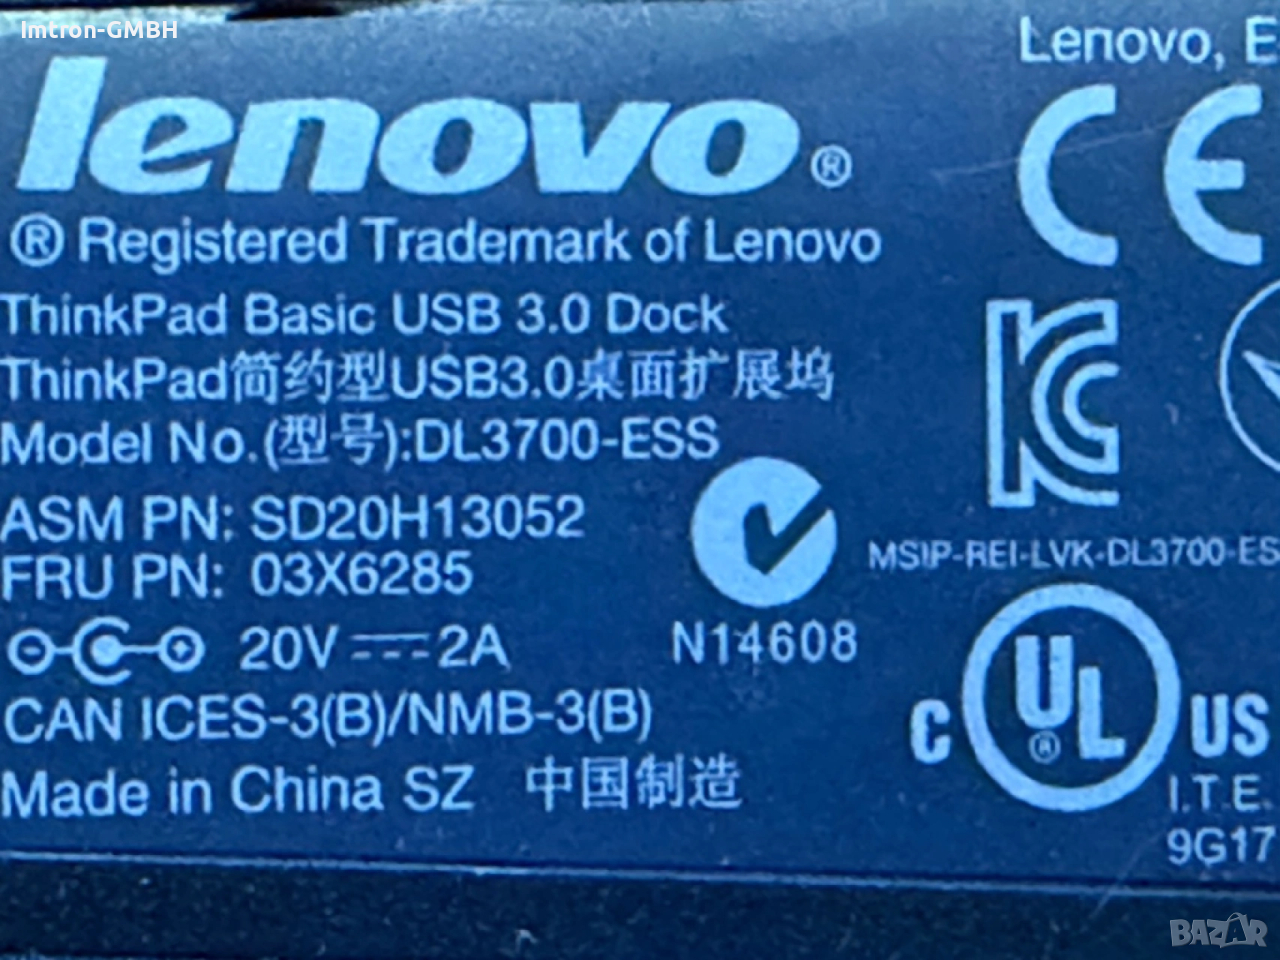 Imtron-GMBH
Lenovo, E
lenovo®
® Registered Trademark of Lenovo
ThinkPad Basic USB 3.0 Dock
ThinkPad简约型USB3.0桌面扩展坞
Model No.(型号):DL3700-ESS
ASM PN: SD20H13052
FRU PN: 03X6285
20V 2A
CAN ICES-3(B)/NMB-3(B)
Made in China SZ 中国制造
N14608
CE
MSIP-REI-LVK-DL3700-ES
C UL® US
I.T.E.
9G17
BAZAR